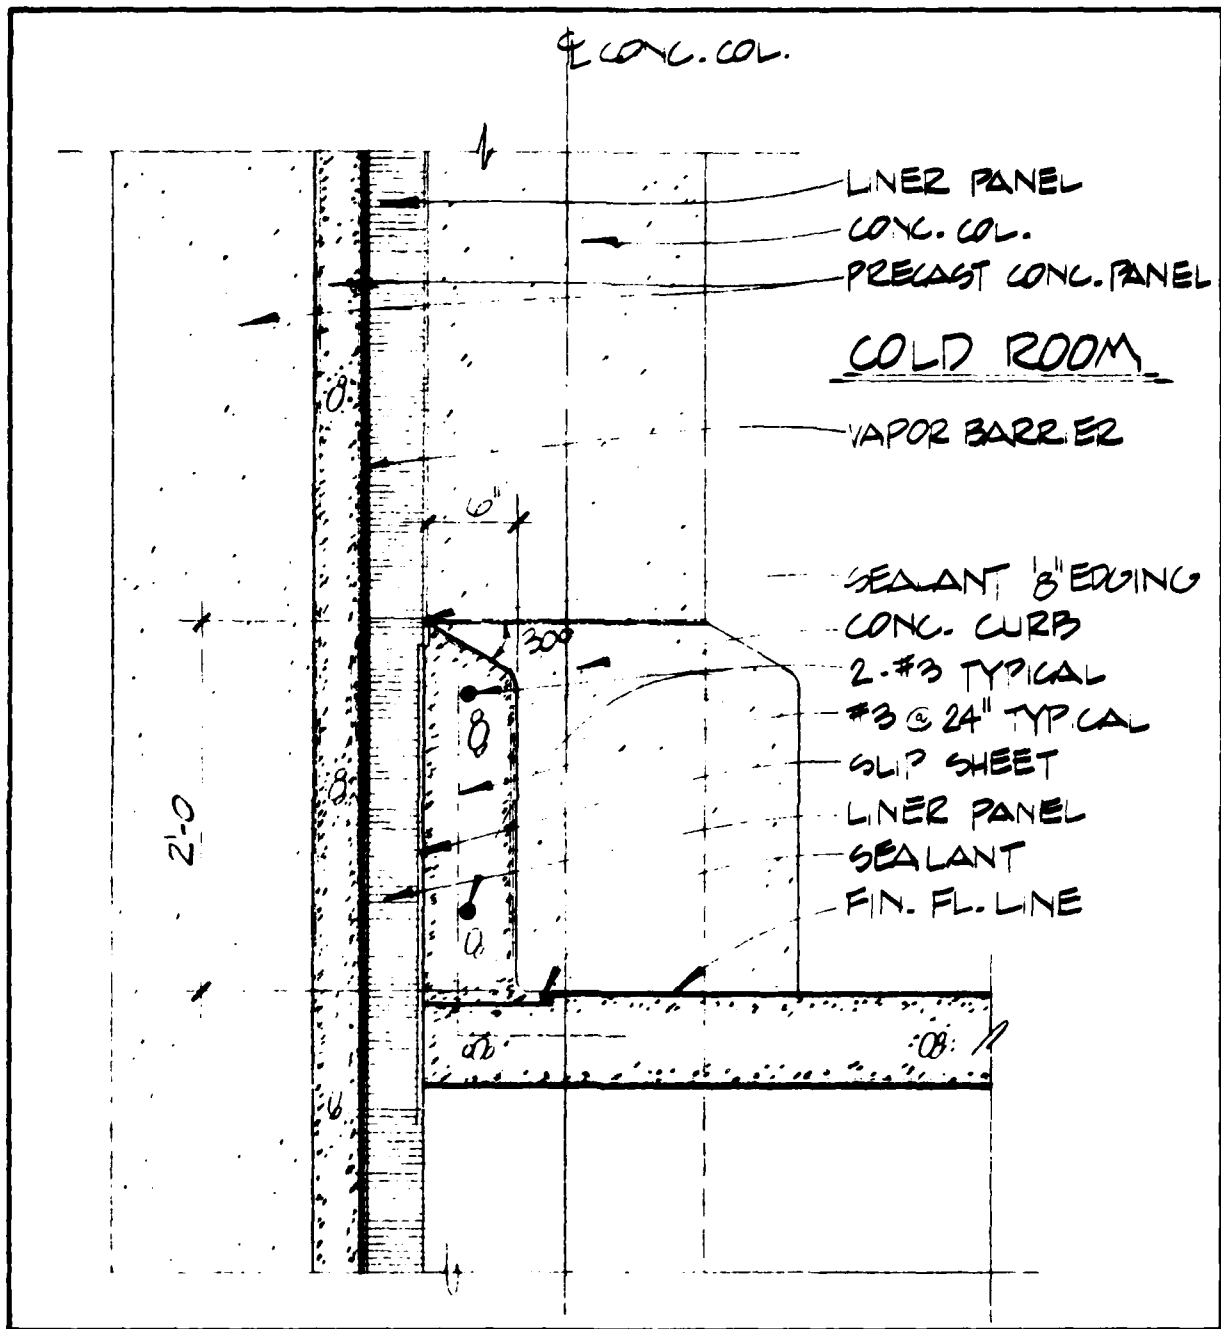 ℄ CONC. COL.
LINER PANEL
CONC. COL.
PRECAST CONC. PANEL
COLD ROOM
VAPOR BARRIER
6"
SEALANT '8" EDGING
30°
CONC. CURB
2-#3 TYPICAL
#3 @ 24" TYPICAL
SLIP SHEET
2'-0
LINER PANEL
SEALANT
FIN. FL. LINE